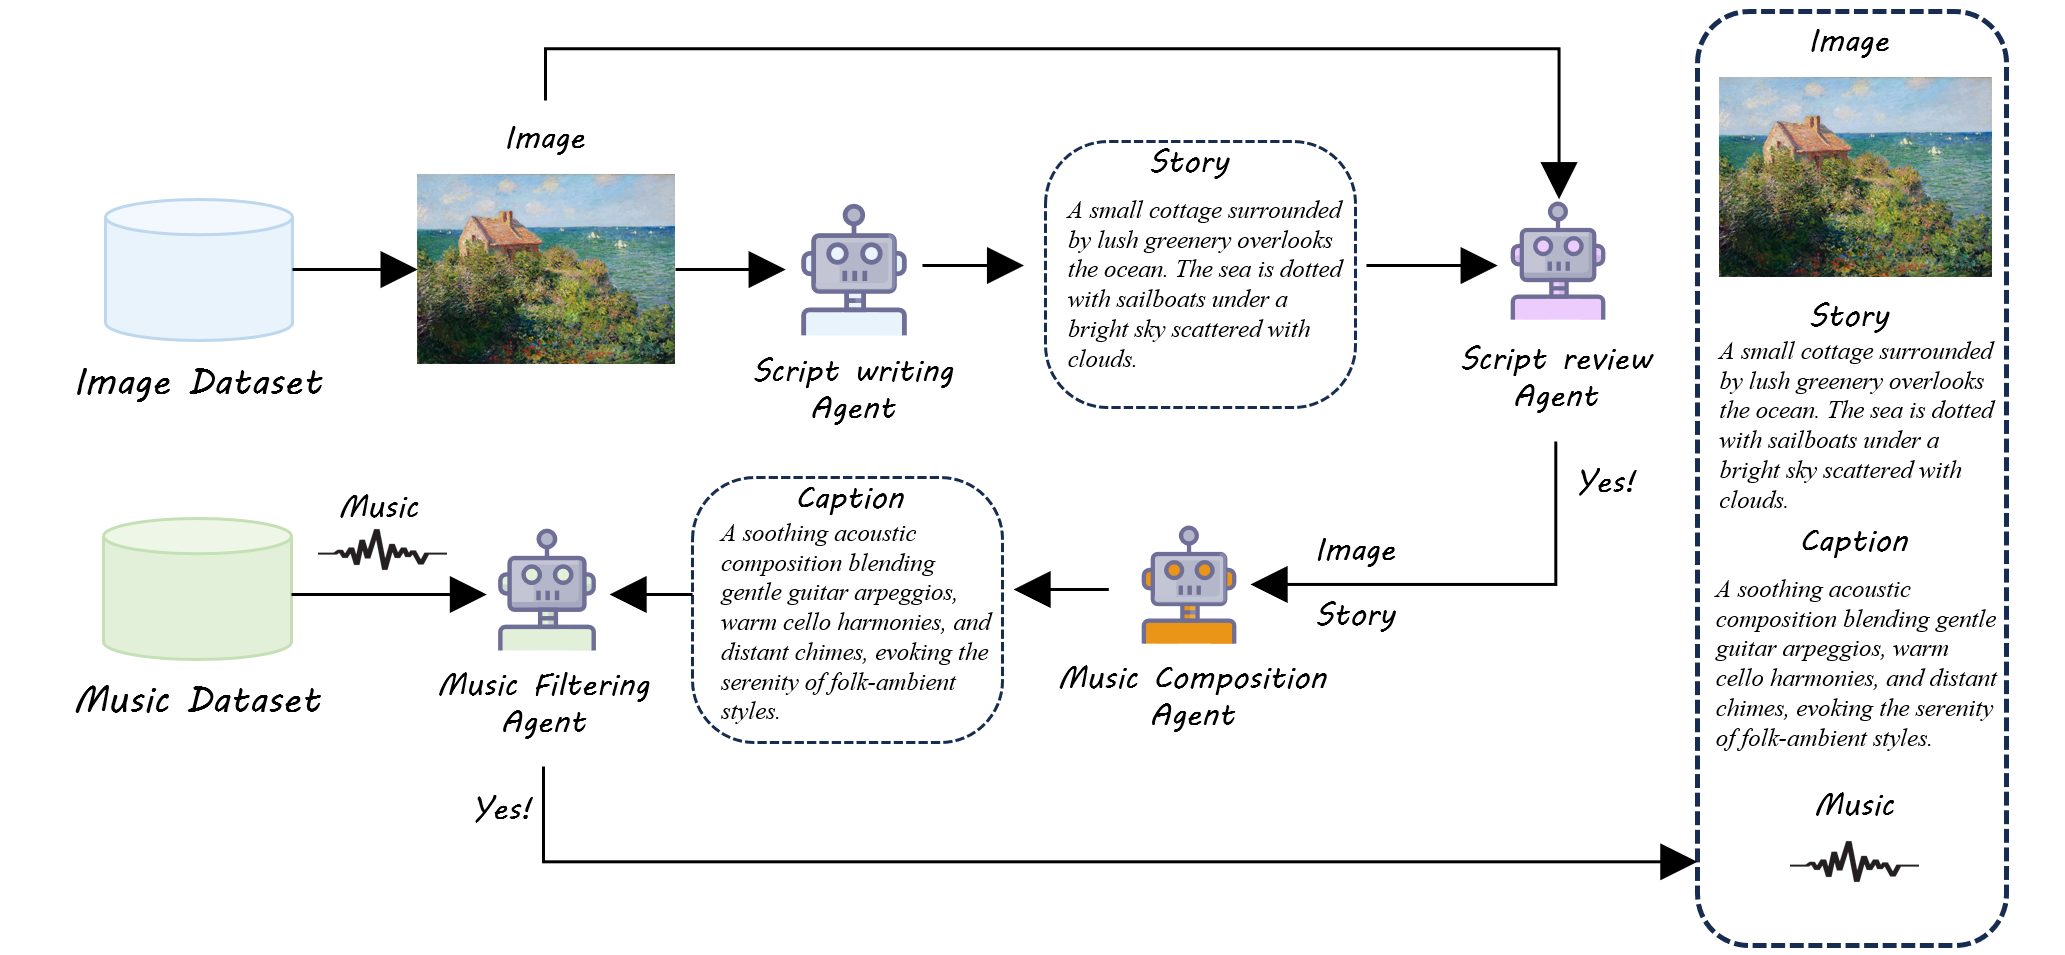 Image
Image Dataset
Script writing
Agent
Story
A small cottage surrounded
by lush greenery overlooks
the ocean. The sea is dotted
with sailboats under a
bright sky scattered with
clouds.
Script review
Agent
Yes!
Image
Story
Music Composition
Agent
Caption
A soothing acoustic
composition blending
gentle guitar arpeggios,
warm cello harmonies, and
distant chimes, evoking the
serenity of folk-ambient
styles.
Music
Music Dataset
Music Filtering
Agent
Yes!
Image
Story
A small cottage surrounded
by lush greenery overlooks
the ocean. The sea is dotted
with sailboats under a
bright sky scattered with
clouds.
Caption
A soothing acoustic
composition blending gentle
guitar arpeggios, warm
cello harmonies, and distant
chimes, evoking the serenity
of folk-ambient styles.
Music